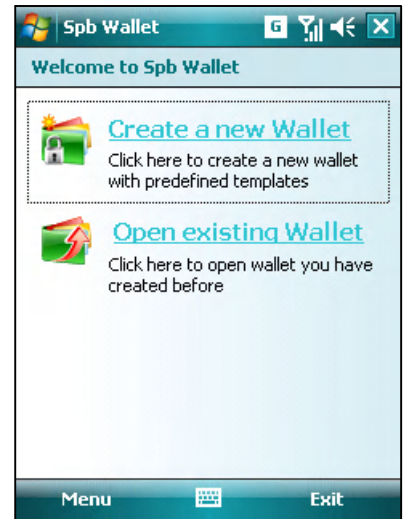 Spb Wallet G
Welcome to Spb Wallet
Create a new Wallet
Click here to create a new wallet
with predefined templates
Open existing Wallet
Click here to open wallet you have
created before
Menu Exit